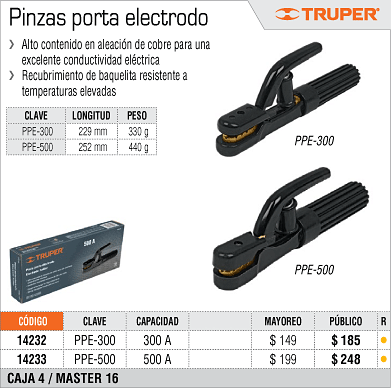 Pinzas porta electrodo
TRUPER®
Alto contenido en aleación de cobre para una
excelente conductividad eléctrica
Recubrimiento de baquelita resistente a
temperaturas elevadas
CLAVE LONGITUD PESO
PPE-300 229 mm 330 g
PPE-500 252 mm 440 g
PPE-300
PPE-500
TRUPER
500 A
CÓDIGO CLAVE CAPACIDAD MAYOREO PÚBLICO R
14232 PPE-300 300 A $ 149 $ 185
14233 PPE-500 500 A $ 199 $ 248
CAJA 4 / MASTER 16